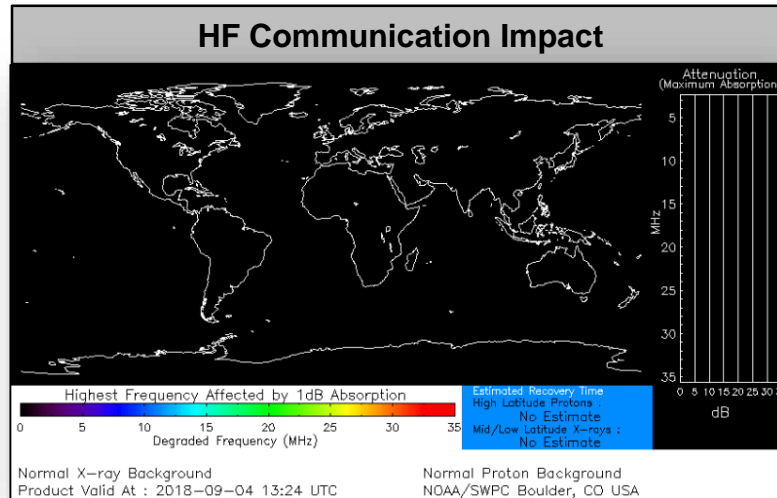 HF Communication Impact
Attenuation
(Maximum Absorption)
5
10
15
20
25
30
35
MHz
0 5 10 15 20 25 30
dB
Highest Frequency Affected by 1dB Absorption
0 5 10 15 20 25 30 35
Degraded Frequency (MHz)
Estimated Recovery Time
High Latitude Protons :
No Estimate
Mid/Low Latitude X-rays :
No Estimate
Normal X-ray Background
Normal Proton Background
Product Valid At : 2018-09-04 13:24 UTC
NOAA/SWPC Boulder, CO USA